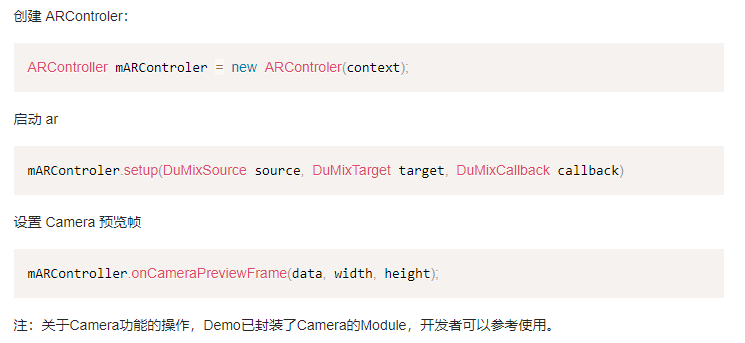 创建 ARControler：
ARController mARControler = new ARControler(context);
启动 ar
mARControler.setup(DuMixSource source, DuMixTarget target, DuMixCallback callback)
设置 Camera 预览帧
mARController.onCameraPreviewFrame(data, width, height);
注：关于Camera功能的操作，Demo已封装了Camera的Module，开发者可以参考使用。